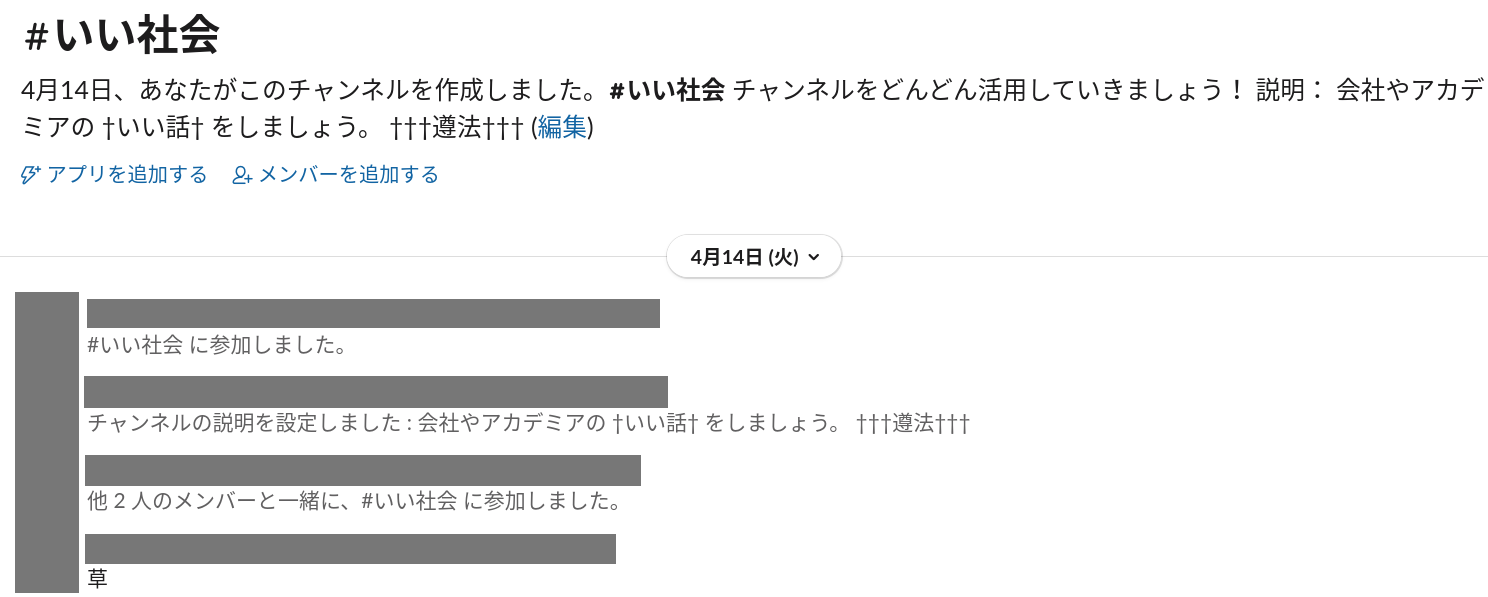 #いい社会
4月14日、あなたがこのチャンネルを作成しました。#いい社会 チャンネルをどんどん活用していきましょう！ 説明： 会社やアカデ
ミアの †いい話† をしましょう。 †††遵法††† (編集)
アプリを追加する メンバーを追加する
4月14日 (火)
#いい社会 に参加しました。
チャンネルの説明を設定しました : 会社やアカデミアの †いい話† をしましょう。 †††遵法†††
他 2 人のメンバーと一緒に、#いい社会 に参加しました。
草